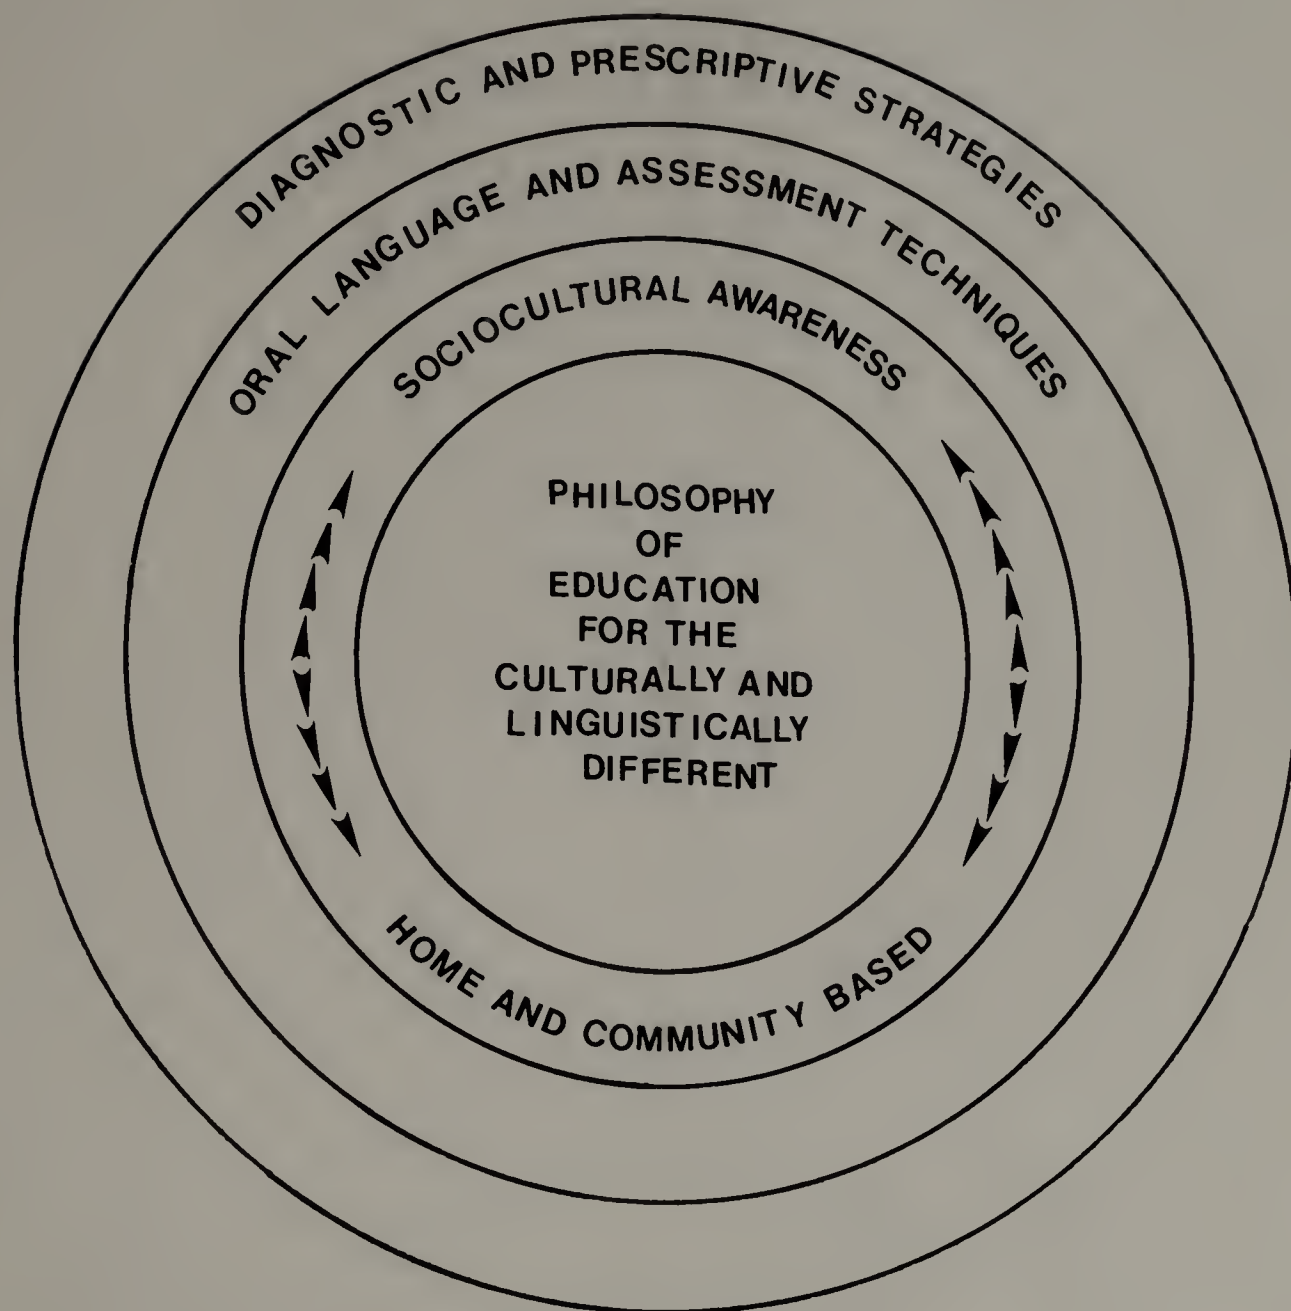 DIAGNOSTIC AND PRESCRIPTIVE STRATEGIES
ORAL LANGUAGE AND ASSESSMENT TECHNIQUES
SOCIOCULTURAL AWARENESS
PHILOSOPHY
OF
EDUCATION
FOR THE
CULTURALLY AND
LINGUISTICALLY
DIFFERENT
HOME AND COMMUNITY BASED